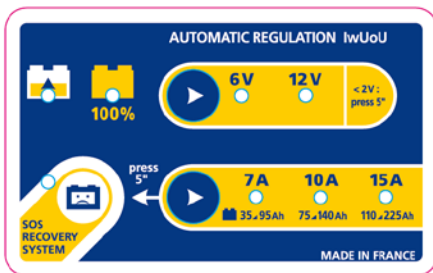 AUTOMATIC REGULATION IwUoU
6V 12V
< 2V :
press 5"
100%
press
5"
7A 10A 15A
35⊿95Ah 75⊿140Ah 110⊿225Ah
SOS
RECOVERY
SYSTEM
MADE IN FRANCE